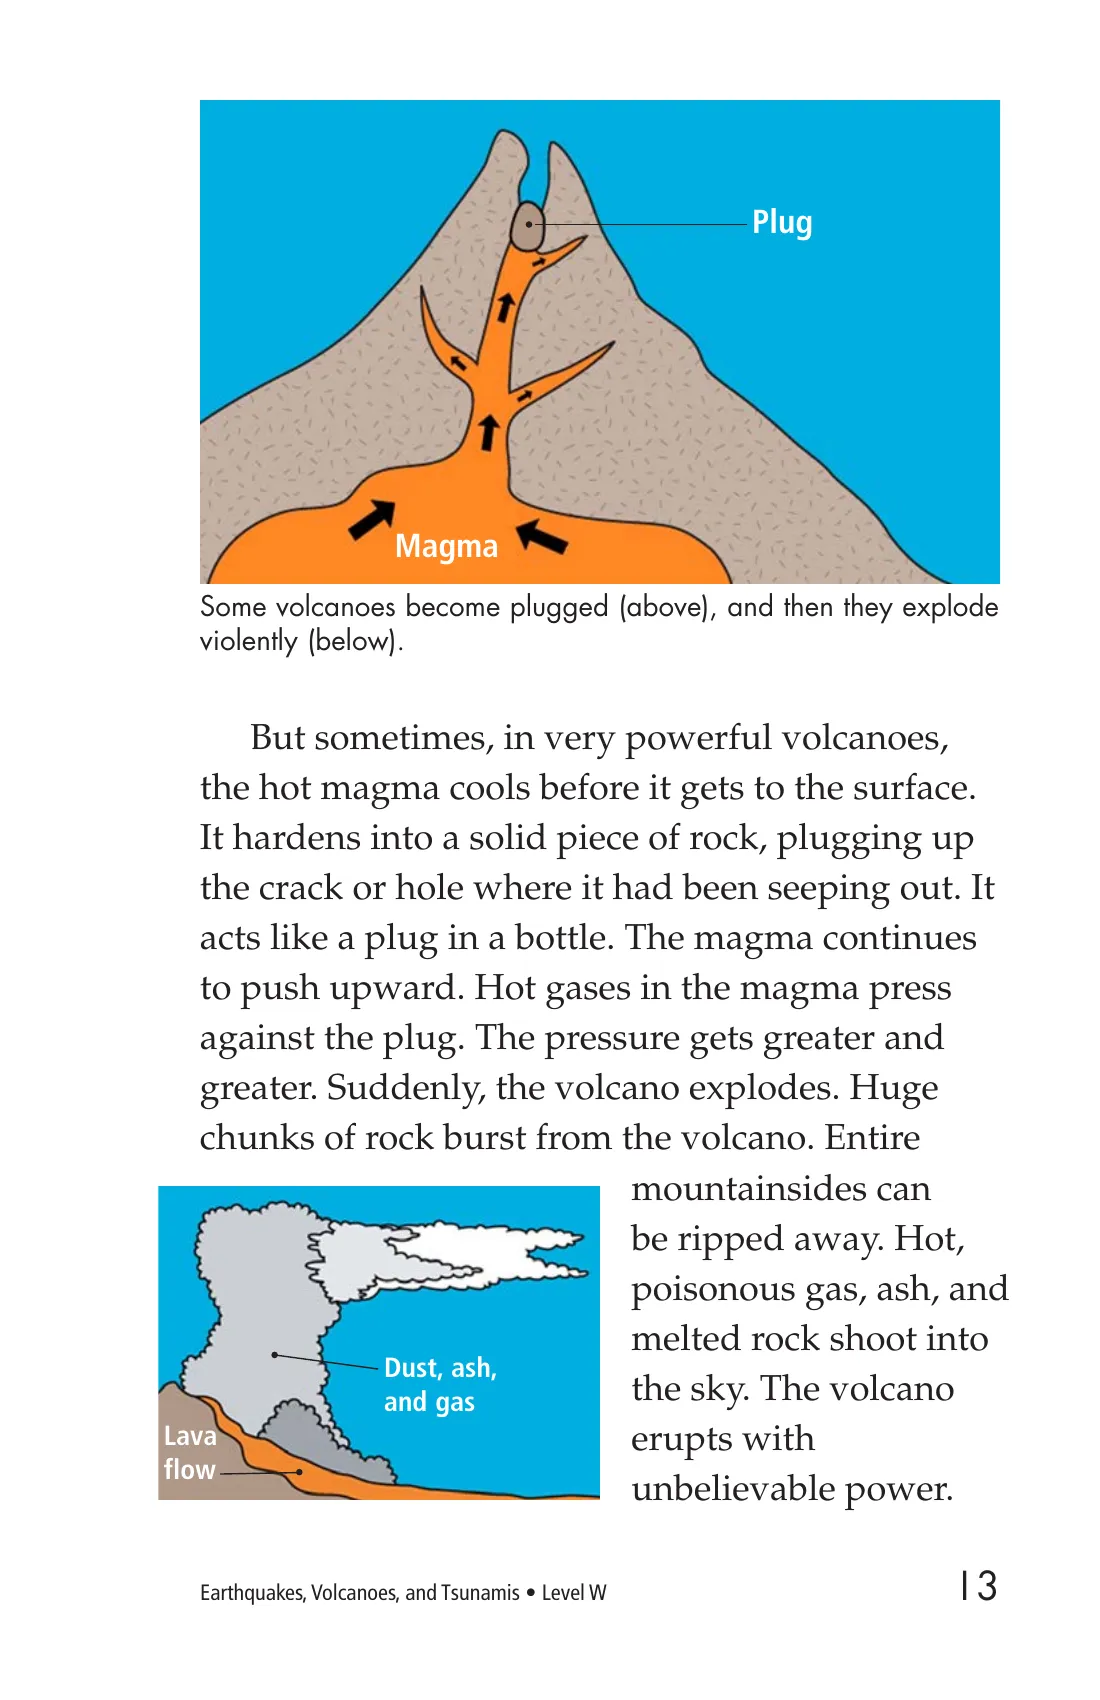 Plug
Magma
Some volcanoes become plugged (above), and then they explode
violently (below).
But sometimes, in very powerful volcanoes,
the hot magma cools before it gets to the surface.
It hardens into a solid piece of rock, plugging up
the crack or hole where it had been seeping out. It
acts like a plug in a bottle. The magma continues
to push upward. Hot gases in the magma press
against the plug. The pressure gets greater and
greater. Suddenly, the volcano explodes. Huge
chunks of rock burst from the volcano. Entire
mountainsides can
be ripped away. Hot,
poisonous gas, ash, and
melted rock shoot into
the sky. The volcano
erupts with
unbelievable power.
Dust, ash,
and gas
Lava
flow
Earthquakes, Volcanoes, and Tsunamis • Level W
13